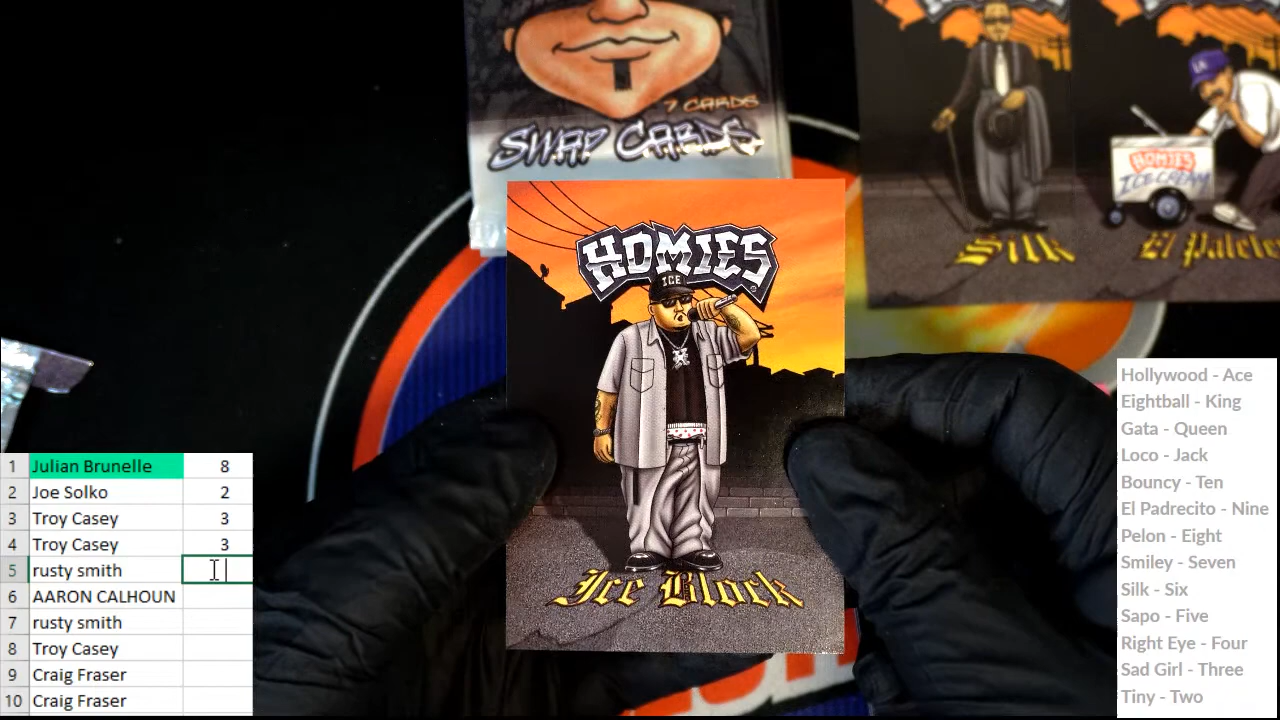 7 CARDS
SWAP CARDS
HOMIES
ICE
Ice Block
LA
HOMIES
ICE CREAM
Silk
El Palete
1 Julian Brunelle 8
2 Joe Solko 2
3 Troy Casey 3
4 Troy Casey 3
5 rusty smith
6 AARON CALHOUN
7 rusty smith
8 Troy Casey
9 Craig Fraser
10 Craig Fraser
Hollywood - Ace
Eightball - King
Gata - Queen
Loco - Jack
Bouncy - Ten
El Padrecito - Nine
Pelon - Eight
Smiley - Seven
Silk - Six
Sapo - Five
Right Eye - Four
Sad Girl - Three
Tiny - Two